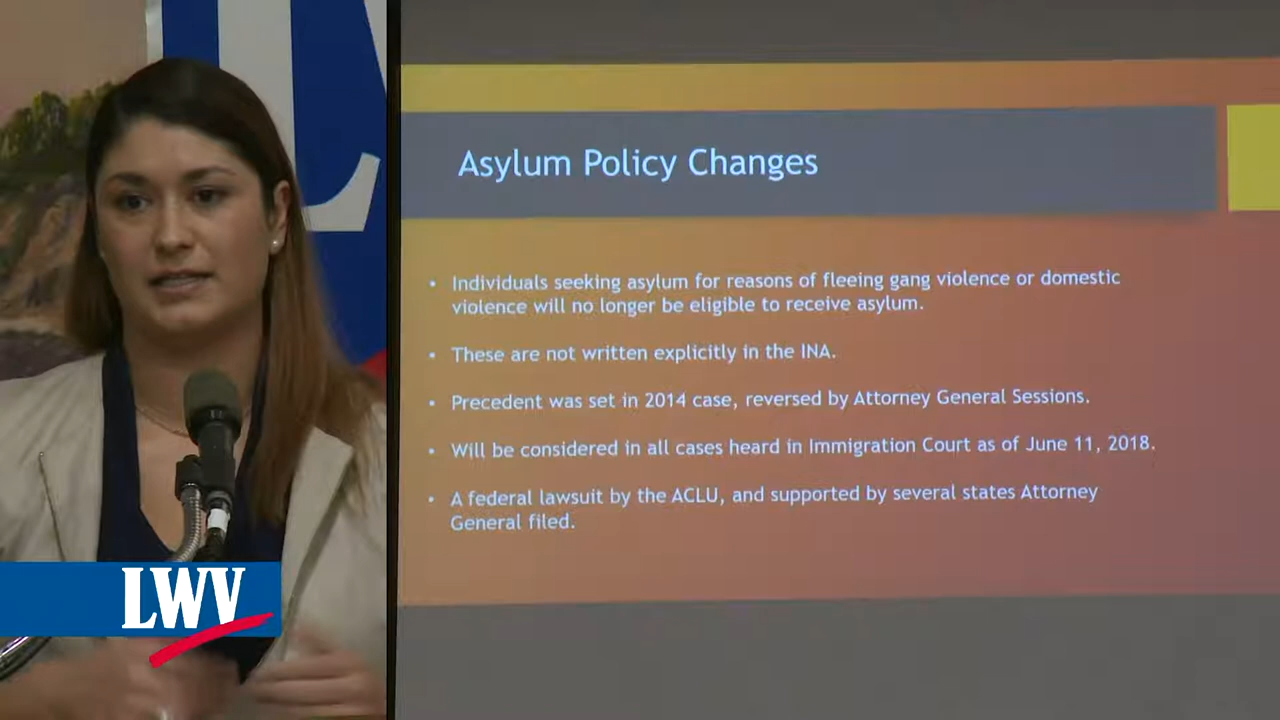 Asylum Policy Changes
• Individuals seeking asylum for reasons of fleeing gang violence or domestic
violence will no longer be eligible to receive asylum.
• These are not written explicitly in the INA.
• Precedent was set in 2014 case, reversed by Attorney General Sessions.
• Will be considered in all cases heard in Immigration Court as of June 11, 2018.
• A federal lawsuit by the ACLU, and supported by several states Attorney
General filed.
LWV